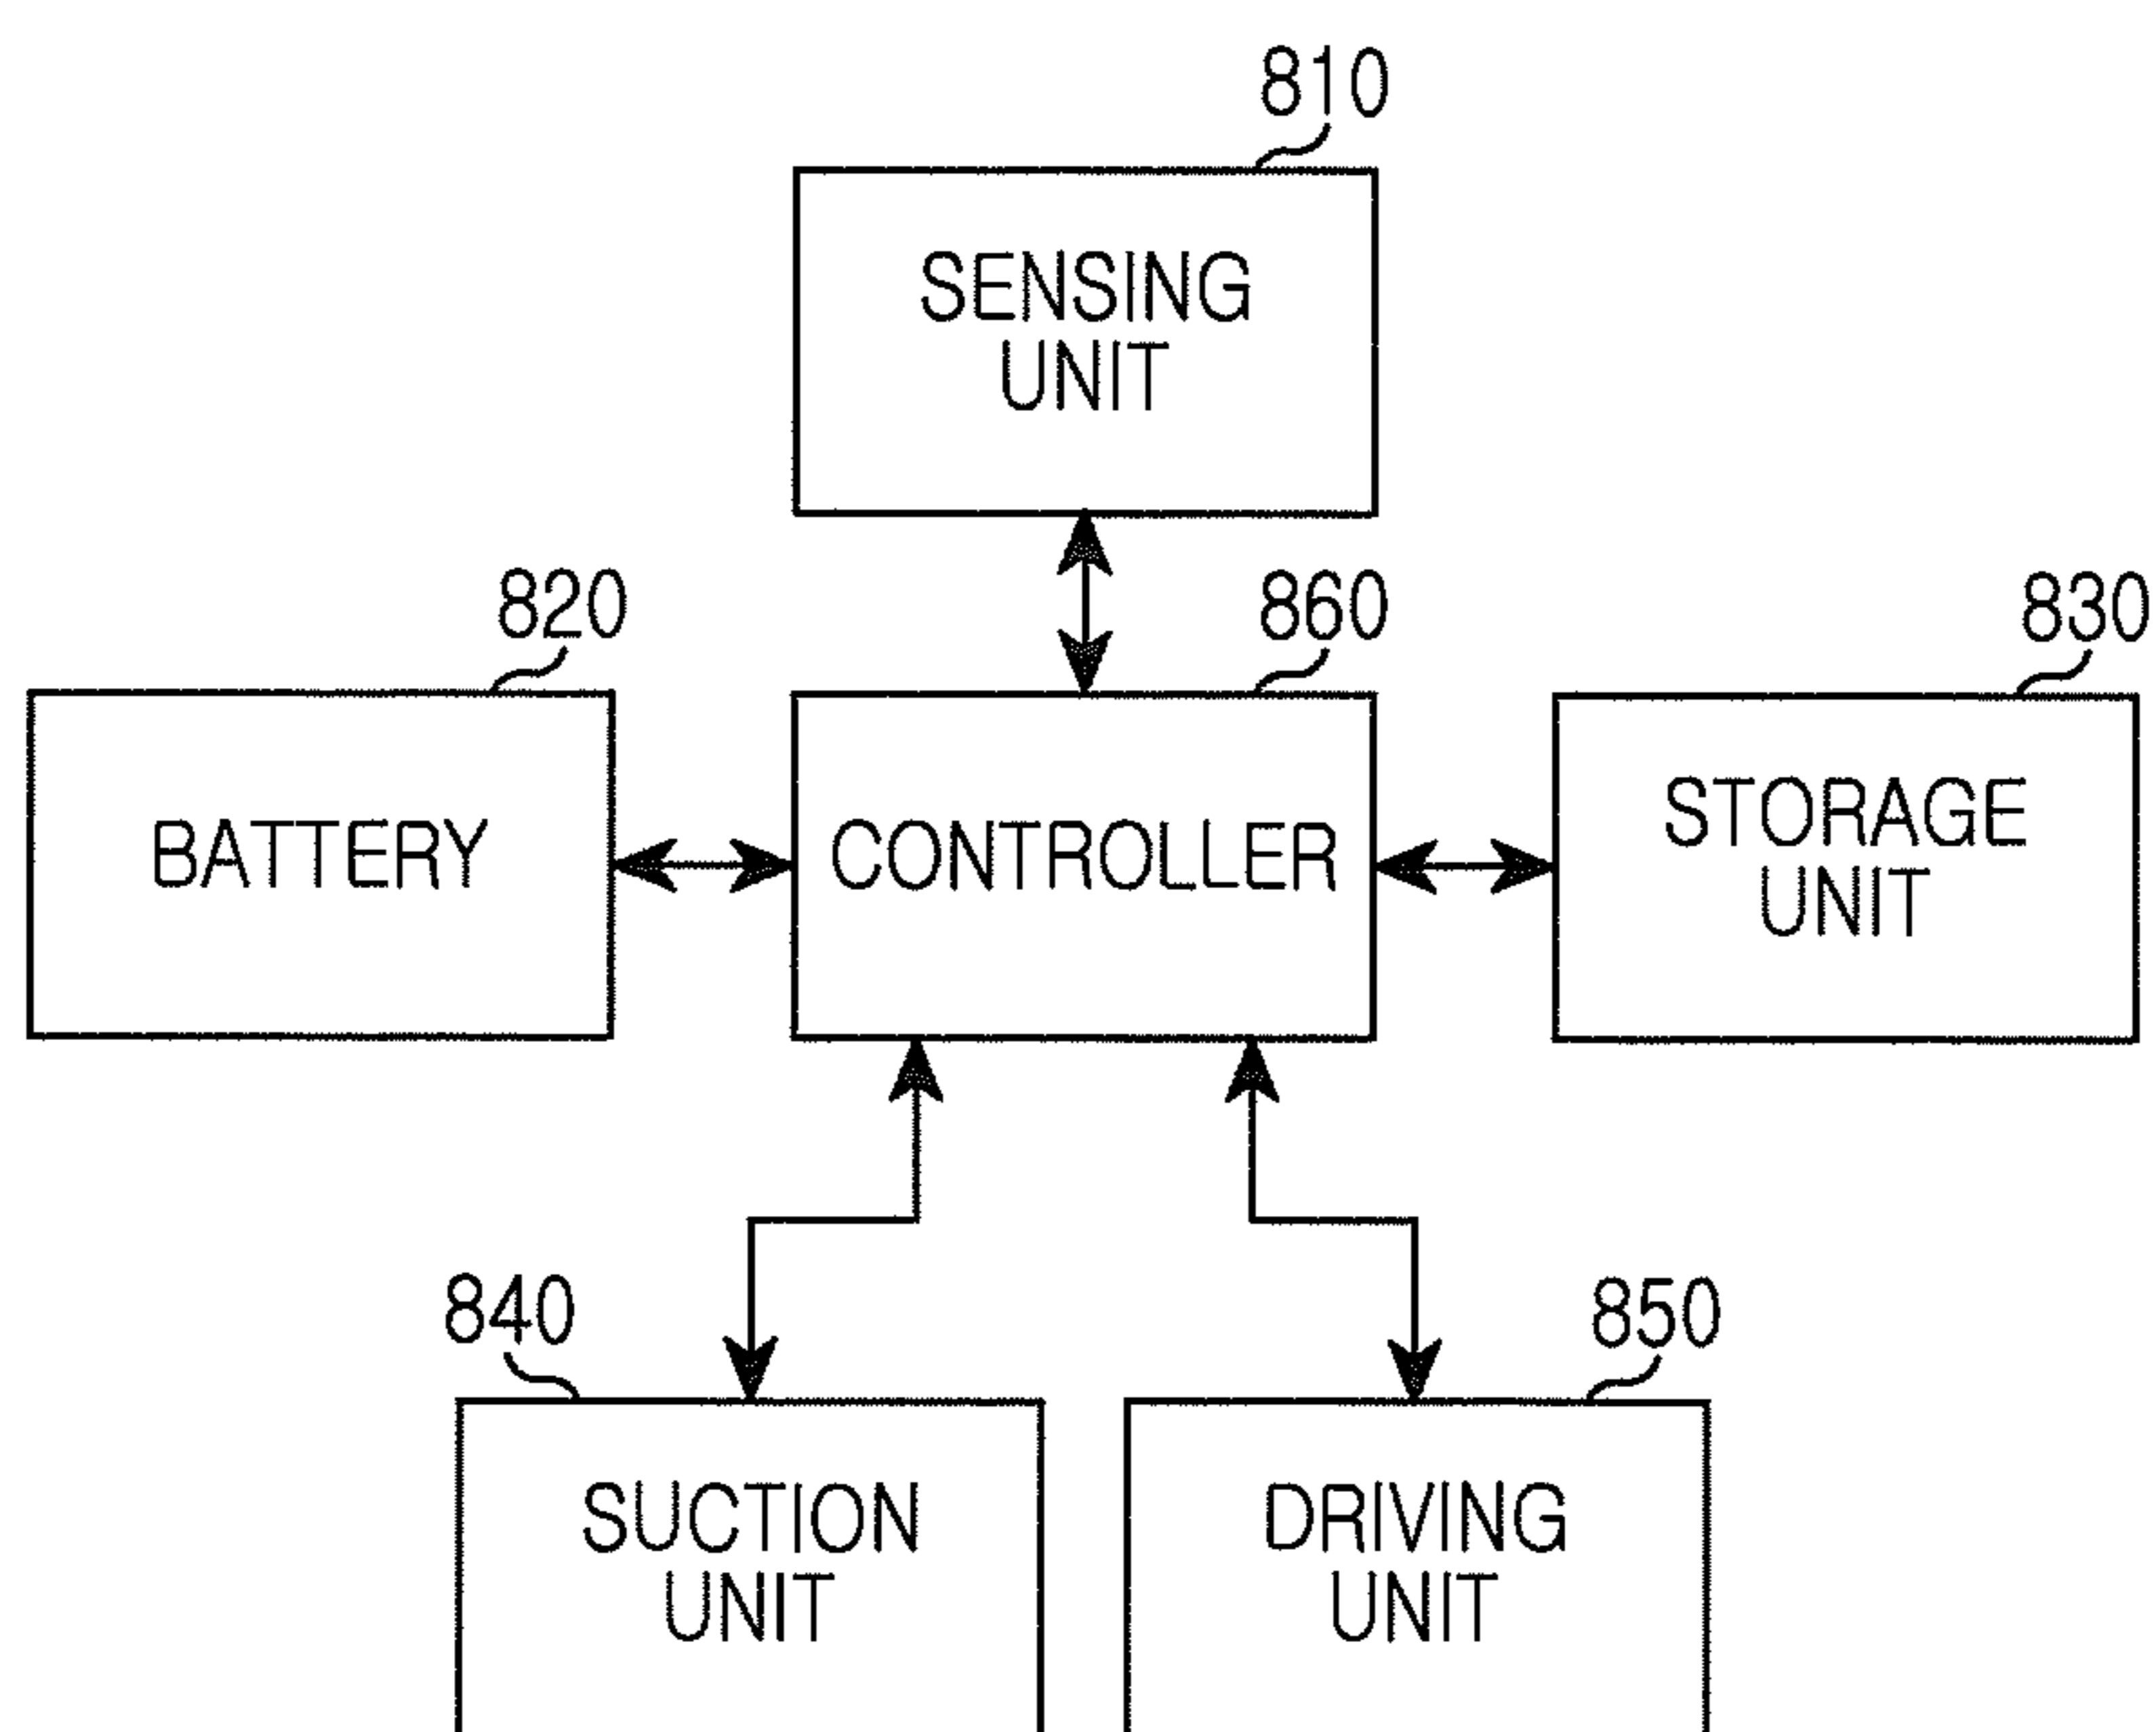 810
SENSING
UNIT
820
860
830
BATTERY
CONTROLLER
STORAGE
UNIT
840
850
SUCTION
UNIT
DRIVING
UNIT